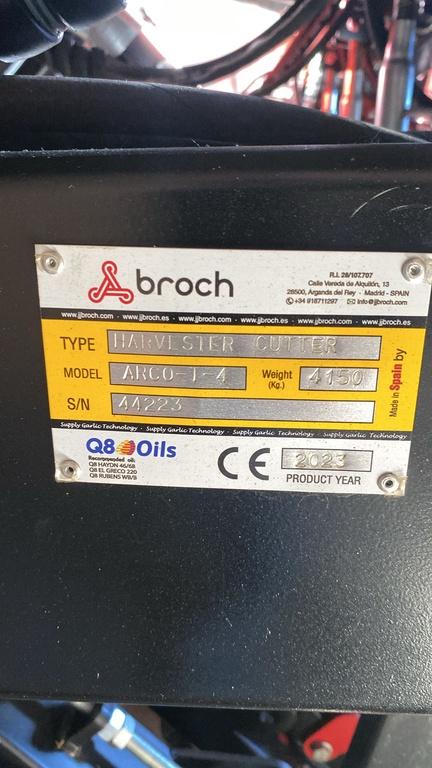 broch
R.I. 28/107.707
Calle Vereda de Alquilón, 13
28500, Arganda del Rey - Madrid - SPAIN
+34 918711297 info@jjbroch.com
www.jjbroch.com - www.jjbroch.es - www.jjbroch.com - www.jjbroch.es - www.jjbroch.com - www.jjbroch.es
TYPE HARVESTER CUTTER
MODEL ARCO-1-4 Weight (Kg.) 4150
S/N 44223
Made in Spain by
Supply Garlic Technology · Supply Garlic Technology · Supply Garlic Technology · Supply Garlic Technology
Q8 Oils
Recommended oil:
Q8 HAYDN 46/68
Q8 EL GRECO 220
Q8 RUBENS WB/B
CE 2023
PRODUCT YEAR